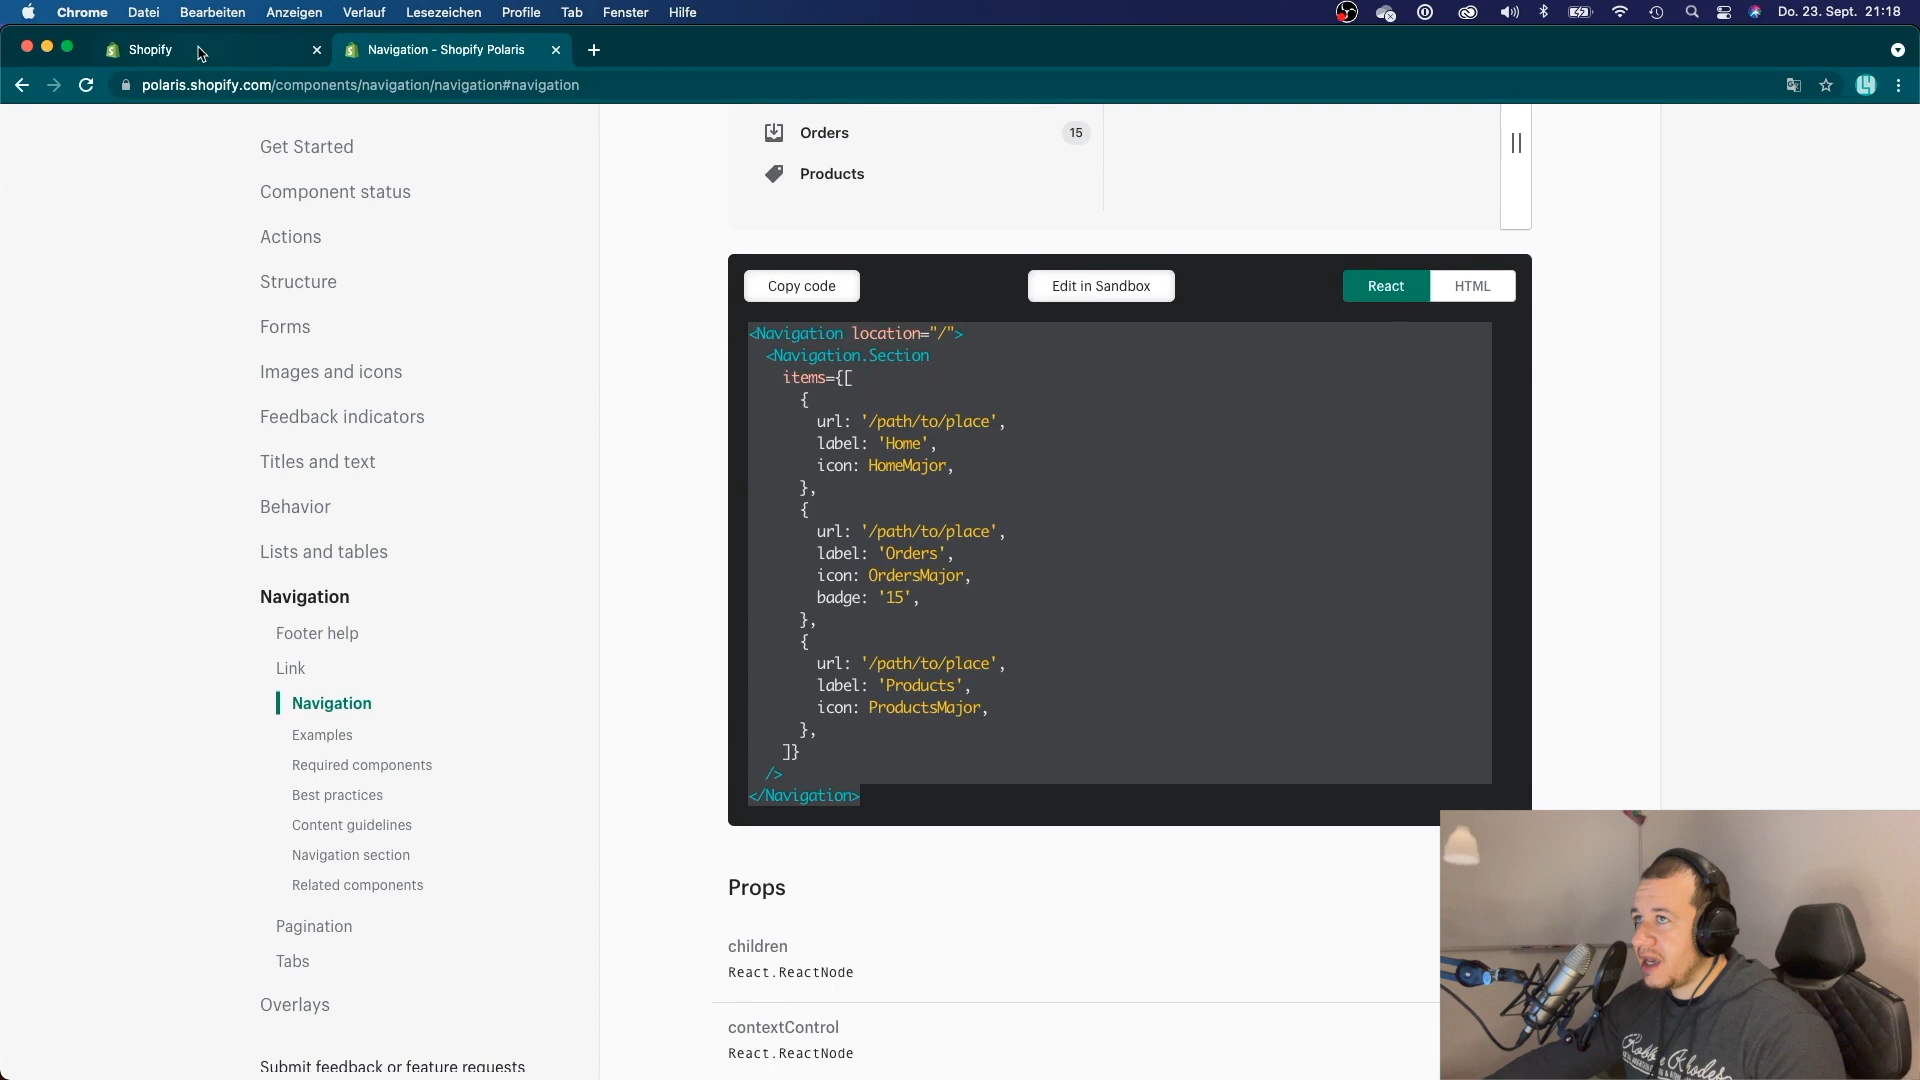 Chrome Datei Bearbeiten Anzeigen Verlauf Lesezeichen Profile Tab Fenster Hilfe Do. 23. Sept. 21:18
Shopify
Navigation - Shopify Polaris
polaris.shopify.com/components/navigation/navigation#navigation
Get Started
Component status
Actions
Structure
Forms
Images and icons
Feedback indicators
Titles and text
Behavior
Lists and tables
Navigation
Footer help
Link
Navigation
Examples
Required components
Best practices
Content guidelines
Navigation section
Related components
Pagination
Tabs
Overlays
Submit feedback or feature requests
Orders 15
Products
Copy code Edit in Sandbox React HTML
<Navigation location="/">
<Navigation.Section
items={[
{
url: '/path/to/place',
label: 'Home',
icon: HomeMajor,
},
{
url: '/path/to/place',
label: 'Orders',
icon: OrdersMajor,
badge: '15',
},
{
url: '/path/to/place',
label: 'Products',
icon: ProductsMajor,
},
]}
/>
</Navigation>
Props
children
React.ReactNode
contextControl
React.ReactNode